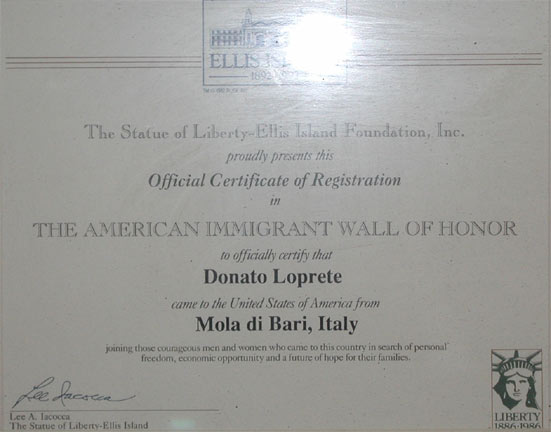 ELLIS
The Statue of Liberty-Ellis Island Foundation, Inc.
proudly presents this
Official Certificate of Registration
in
THE AMERICAN IMMIGRANT WALL OF HONOR
to officially certify that
Donato Loprete
came to the United States of America from
Mola di Bari, Italy
joining those courageous men and women who came to this country in search of personal
freedom, economic opportunity and a future of hope for their families.
Lee Iacocca
Lee A. Iacocca
The Statue of Liberty-Ellis Island
LIBERTY
1886-1986